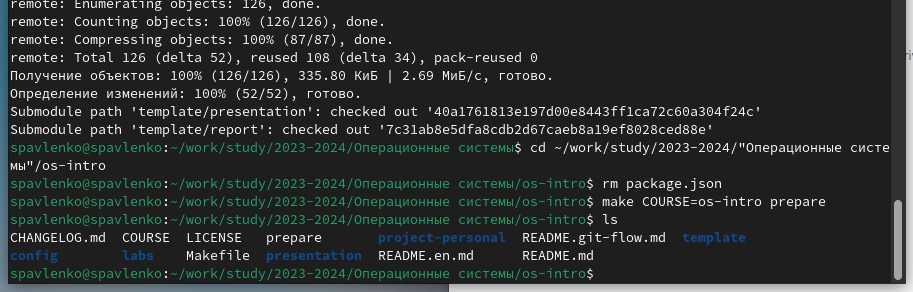 remote: Enumerating objects: 126, done.
remote: Counting objects: 100% (126/126), done.
remote: Compressing objects: 100% (87/87), done.
remote: Total 126 (delta 52), reused 108 (delta 34), pack-reused 0
Получение объектов: 100% (126/126), 335.80 КиБ | 2.69 МиБ/с, готово.
Определение изменений: 100% (52/52), готово.
Submodule path 'template/presentation': checked out '40a1761813e197d00e8443ff1ca72c60a304f24c'
Submodule path 'template/report': checked out '7c31ab8e5dfa8cdb2d67caeb8a19ef8028ced88e'
spavlenko@spavlenko:~/work/study/2023-2024/Операционные системы$ cd ~/work/study/2023-2024/"Операционные систе
мы"/os-intro
spavlenko@spavlenko:~/work/study/2023-2024/Операционные системы/os-intro$ rm package.json
spavlenko@spavlenko:~/work/study/2023-2024/Операционные системы/os-intro$ make COURSE=os-intro prepare
spavlenko@spavlenko:~/work/study/2023-2024/Операционные системы/os-intro$ ls
CHANGELOG.md COURSE LICENSE prepare project-personal README.git-flow.md template
config labs Makefile presentation README.en.md README.md
spavlenko@spavlenko:~/work/study/2023-2024/Операционные системы/os-intro$